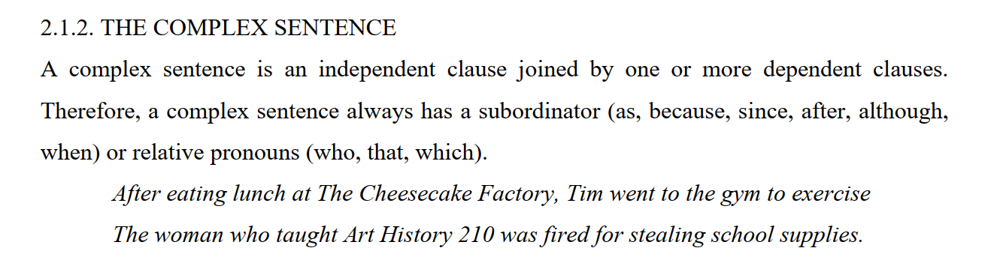 2.1.2. THE COMPLEX SENTENCE
A complex sentence is an independent clause joined by one or more dependent clauses.
Therefore, a complex sentence always has a subordinator (as, because, since, after, although,
when) or relative pronouns (who, that, which).
After eating lunch at The Cheesecake Factory, Tim went to the gym to exercise
The woman who taught Art History 210 was fired for stealing school supplies.